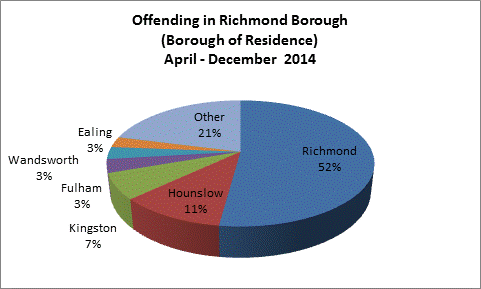 Offending in Richmond Borough
(Borough of Residence)
April - December 2014
Other
21%
Ealing
3%
Wandsworth
3%
Fulham
3%
Kingston
7%
Hounslow
11%
Richmond
52%